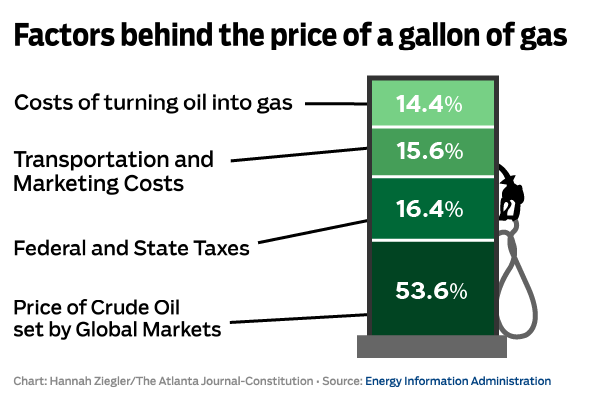 Factors behind the price of a gallon of gas
Costs of turning oil into gas
14.4%
Transportation and
Marketing Costs
15.6%
Federal and State Taxes
16.4%
Price of Crude Oil
set by Global Markets
53.6%
Chart: Hannah Ziegler/The Atlanta Journal-Constitution · Source: Energy Information Administration